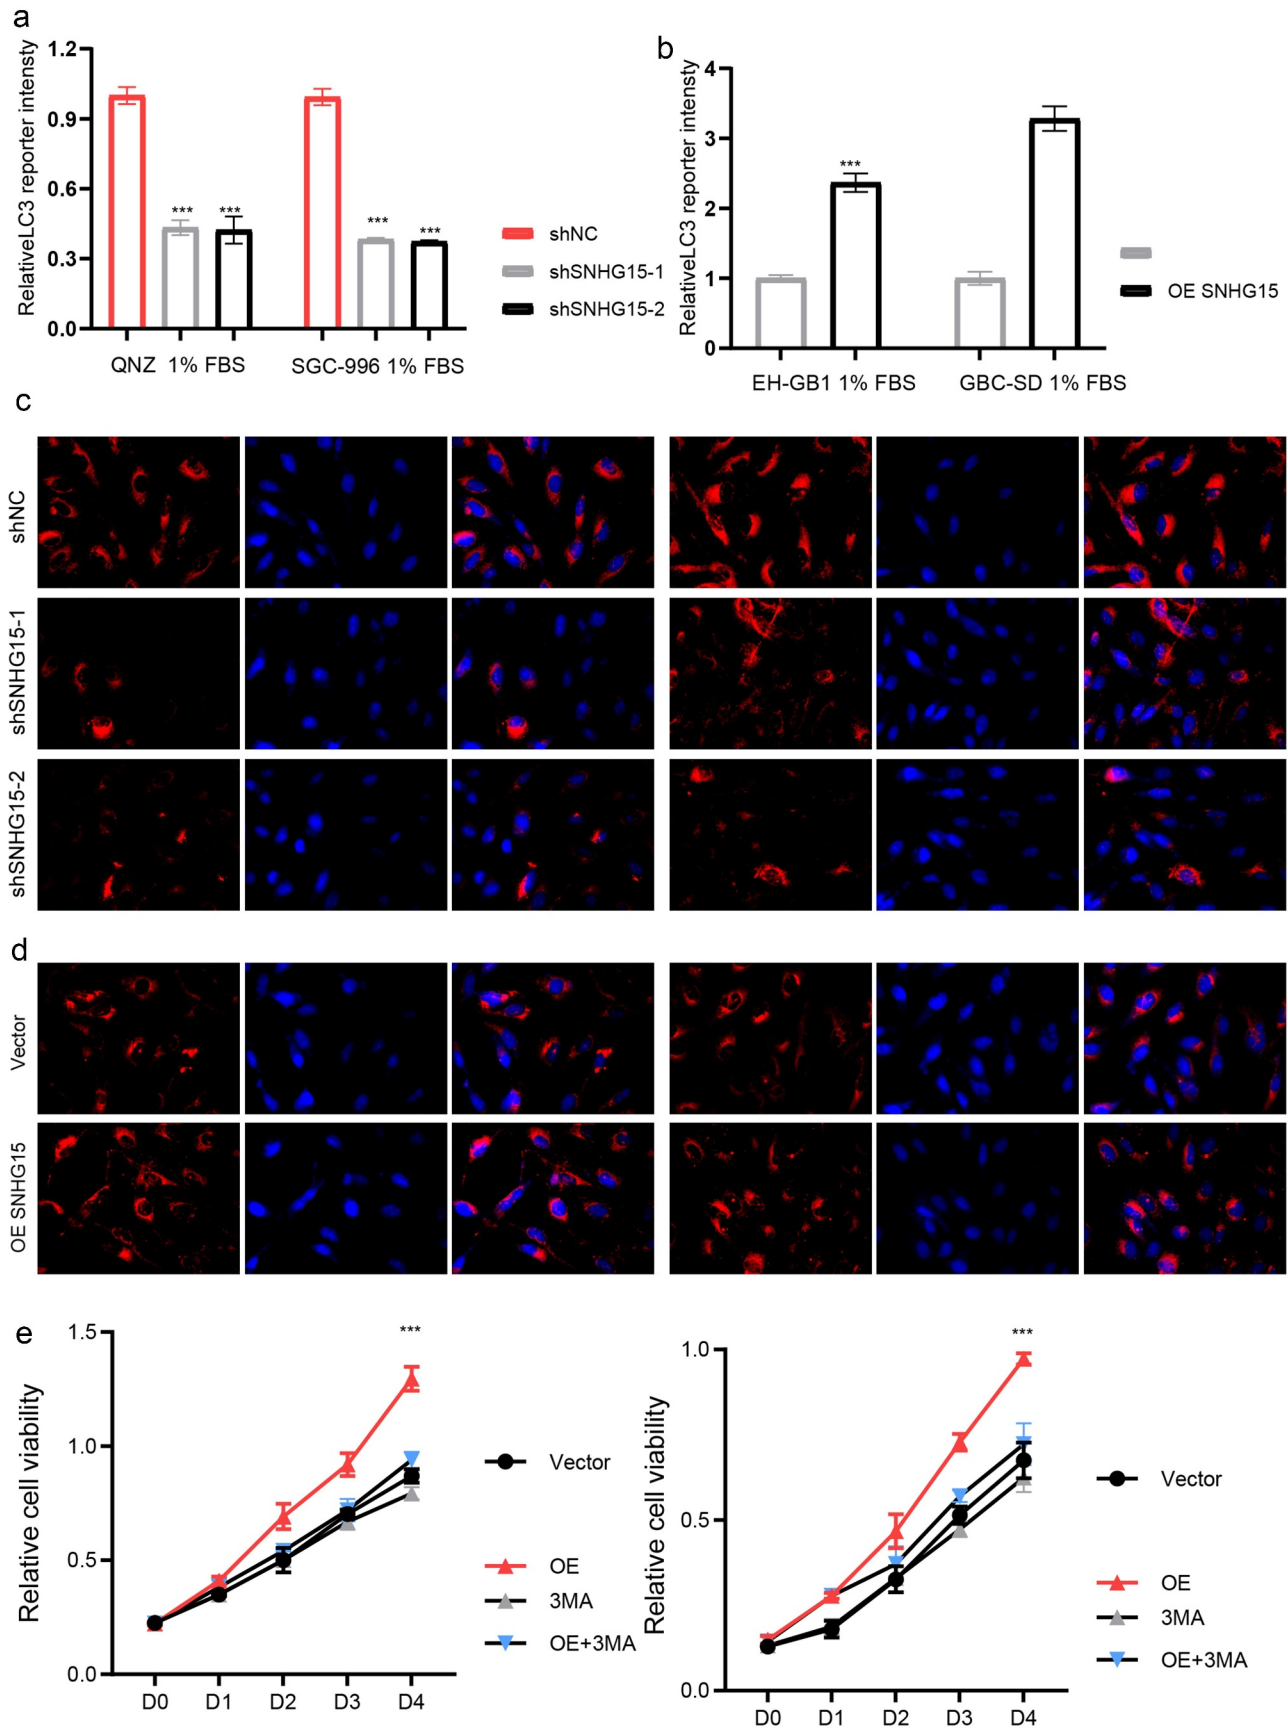 a
RelativeLC3 reporter intensty
1.2
0.9
0.6
0.3
0.0
***
***
***
***
QNZ 1% FBS
SGC-996 1% FBS
shNC
shSNHG15-1
shSNHG15-2
b
RelativeLC3 reporter intensty
4
3
2
1
0
***
EH-GB1 1% FBS
GBC-SD 1% FBS
OE SNHG15
c
shNC
shSNHG15-1
shSNHG15-2
d
Vector
OE SNHG15
e
Relative cell viability
1.5
1.0
0.5
0.0
***
D0
D1
D2
D3
D4
Vector
OE
3MA
OE+3MA
Relative cell viability
1.0
0.5
0.0
***
D0
D1
D2
D3
D4
Vector
OE
3MA
OE+3MA